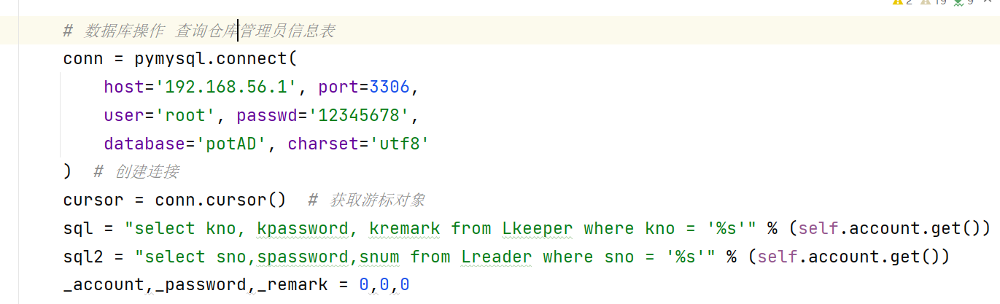 2 19 9
# 数据库操作 查询仓库管理员信息表
conn = pymysql.connect(
host='192.168.56.1', port=3306,
user='root', passwd='12345678',
database='potAD', charset='utf8'
)  # 创建连接
cursor = conn.cursor()  # 获取游标对象
sql = "select kno, kpassword, kremark from Lkeeper where kno = '%s'" % (self.account.get())
sql2 = "select sno,spassword,snum from Lreader where sno = '%s'" % (self.account.get())
_account,_password,_remark = 0,0,0